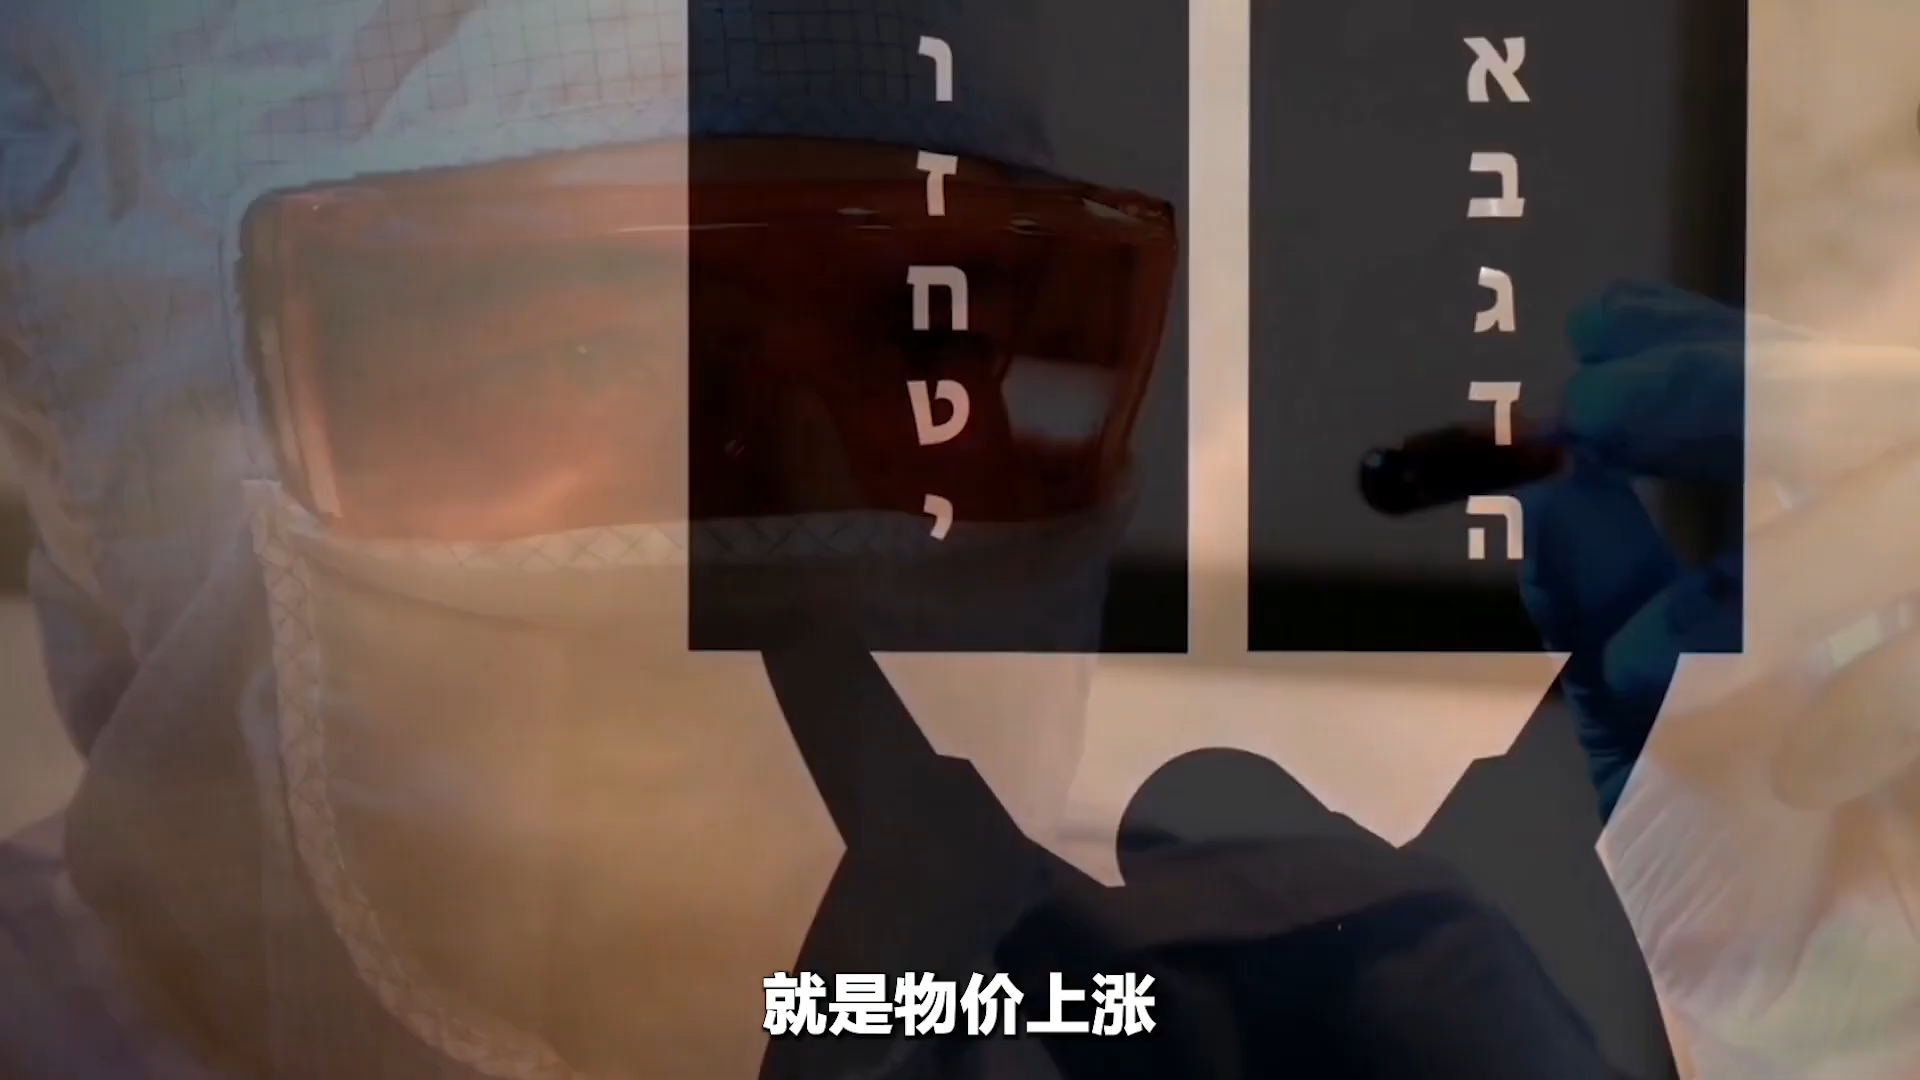 א
ב
ג
ד
ה
ו
ז
ח
ט
י
就是物价上涨